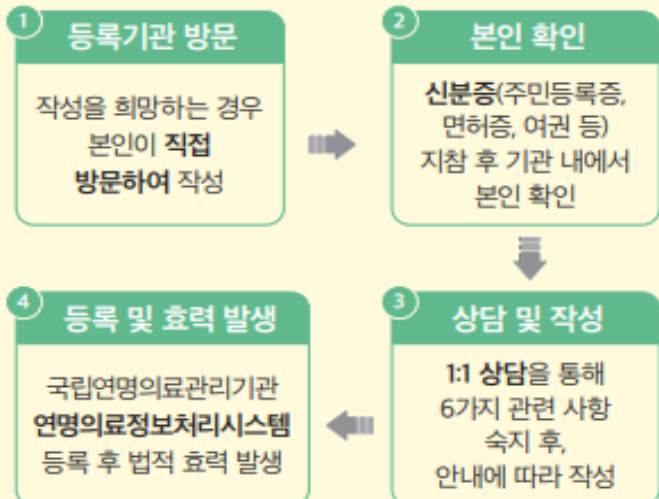 1 등록기관 방문
작성을 희망하는 경우
본인이 직접
방문하여 작성
2 본인 확인
신분증(주민등록증,
면허증, 여권 등)
지참 후 기관 내에서
본인 확인
3 상담 및 작성
1:1 상담을 통해
6가지 관련 사항
숙지 후,
안내에 따라 작성
4 등록 및 효력 발생
국립연명의료관리기관
연명의료정보처리시스템
등록 후 법적 효력 발생